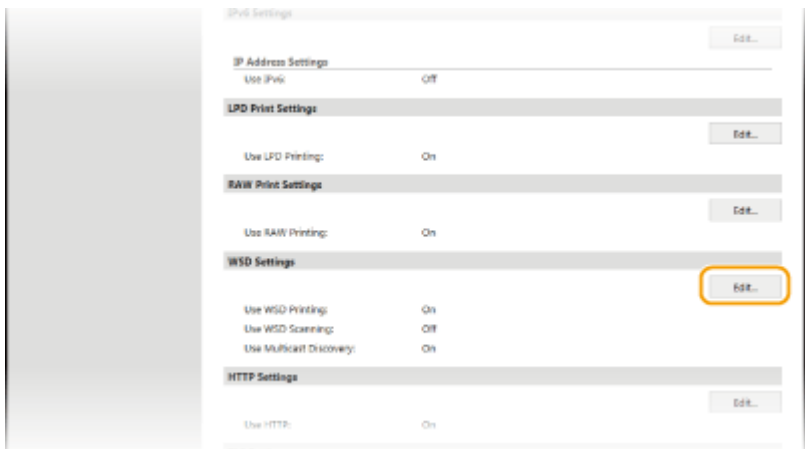 IPv6 Settings
Edit...
IP Address Settings
Use IPv6: Off
LPD Print Settings
Edit...
Use LPD Printing: On
RAW Print Settings
Edit...
Use RAW Printing: On
WSD Settings
Edit...
Use WSD Printing: On
Use WSD Scanning: Off
Use Multicast Discovery: On
HTTP Settings
Edit...
Use HTTP: On